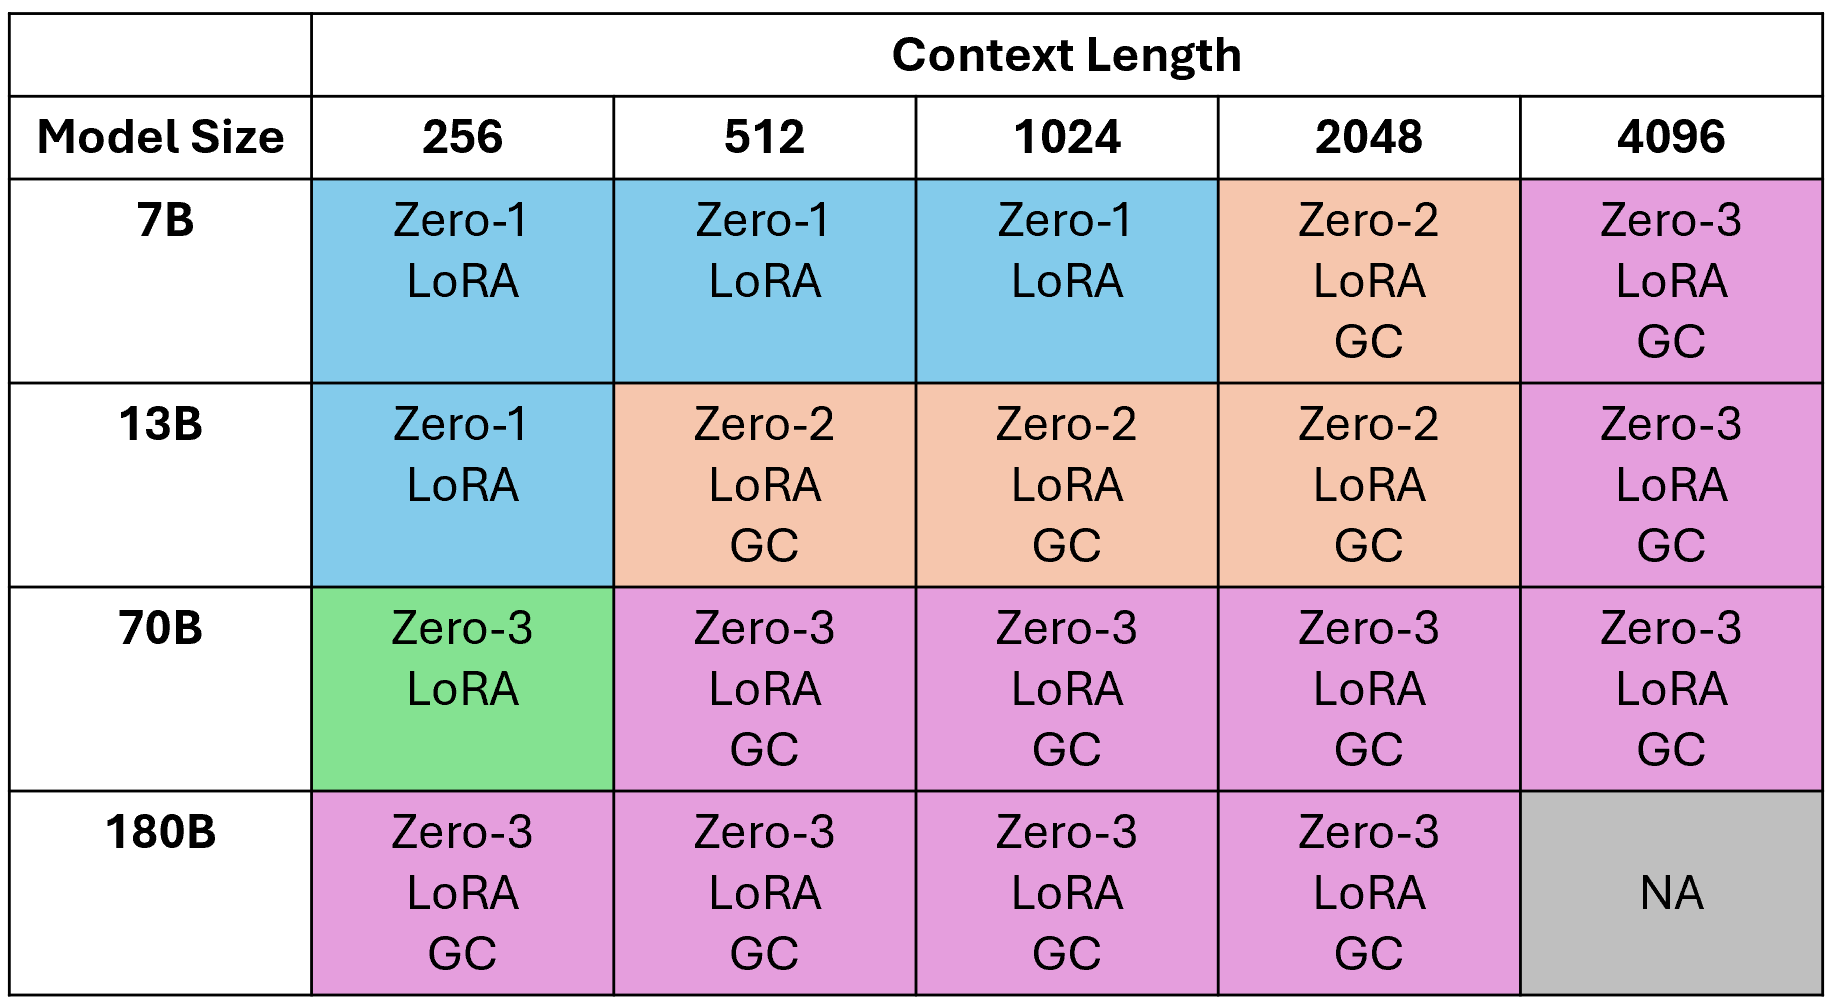 Context Length
Model Size 256 512 1024 2048 4096
7B Zero-1 Zero-1 Zero-1 Zero-2 Zero-3
LoRA LoRA LoRA LoRA LoRA
GC GC
13B Zero-1 Zero-2 Zero-2 Zero-2 Zero-3
LoRA LoRA LoRA LoRA LoRA
GC GC GC GC
70B Zero-3 Zero-3 Zero-3 Zero-3 Zero-3
LoRA LoRA LoRA LoRA LoRA
GC GC GC GC
180B Zero-3 Zero-3 Zero-3 Zero-3
LoRA LoRA LoRA LoRA NA
GC GC GC GC